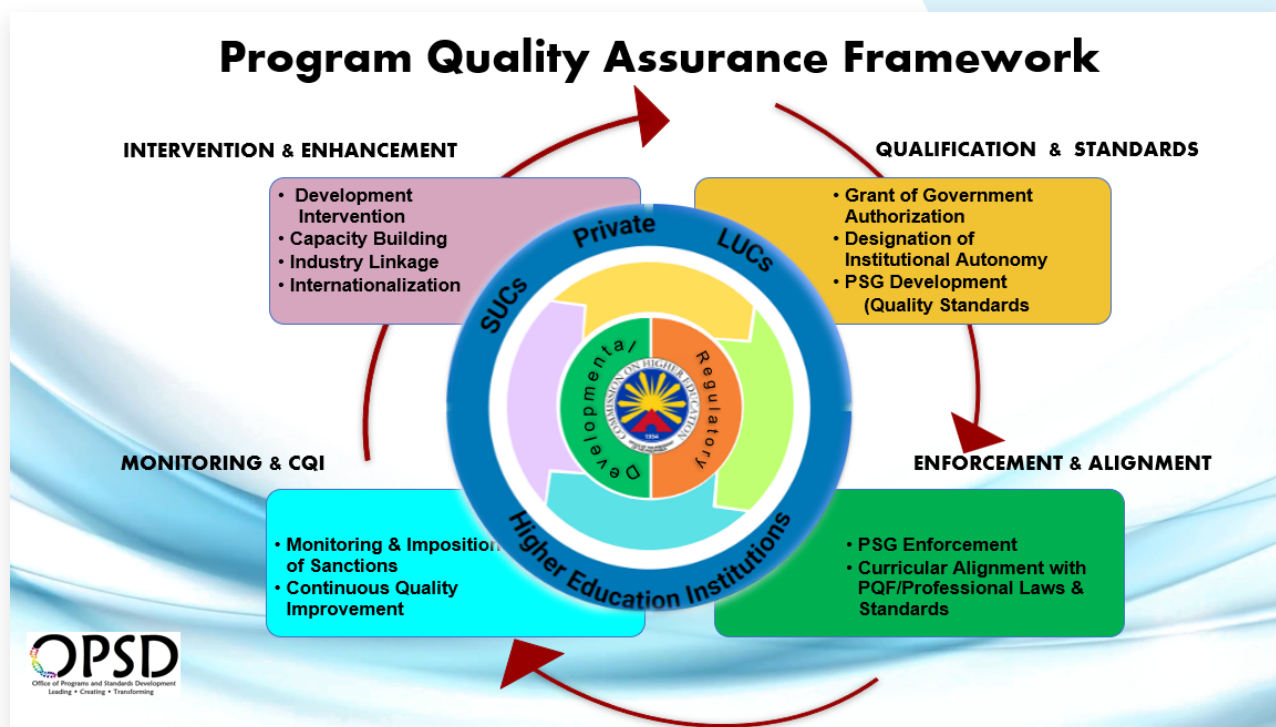 Program Quality Assurance Framework
INTERVENTION & ENHANCEMENT
• Development
Intervention
• Capacity Building
• Industry Linkage
• Internationalization
QUALIFICATION & STANDARDS
• Grant of Government
Authorization
• Designation of
Institutional Autonomy
• PSG Development
(Quality Standards
SUCs
Private
LUCs
Higher Education Institutions
Developmental
Regulatory
COMMISSION ON HIGHER EDUCATION
1994
MONITORING & CQI
• Monitoring & Imposition
of Sanctions
• Continuous Quality
Improvement
ENFORCEMENT & ALIGNMENT
• PSG Enforcement
• Curricular Alignment with
PQF/Professional Laws &
Standards
OPSD
Office of Programs and Standards Development
Leading • Creating • Transforming